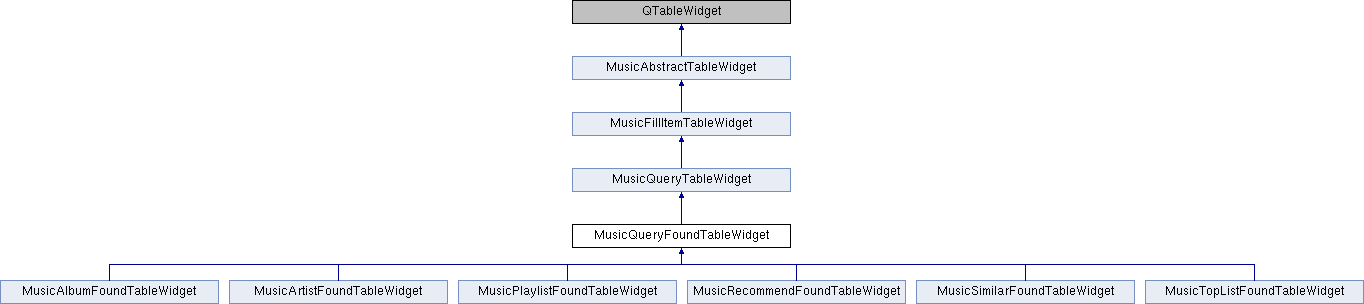 QTableWidget
MusicAbstractTableWidget
MusicFillItemTableWidget
MusicQueryTableWidget
MusicQueryFoundTableWidget
MusicAlbumFoundTableWidget MusicArtistFoundTableWidget MusicPlaylistFoundTableWidget MusicRecommendFoundTableWidget MusicSimilarFoundTableWidget MusicTopListFoundTableWidget